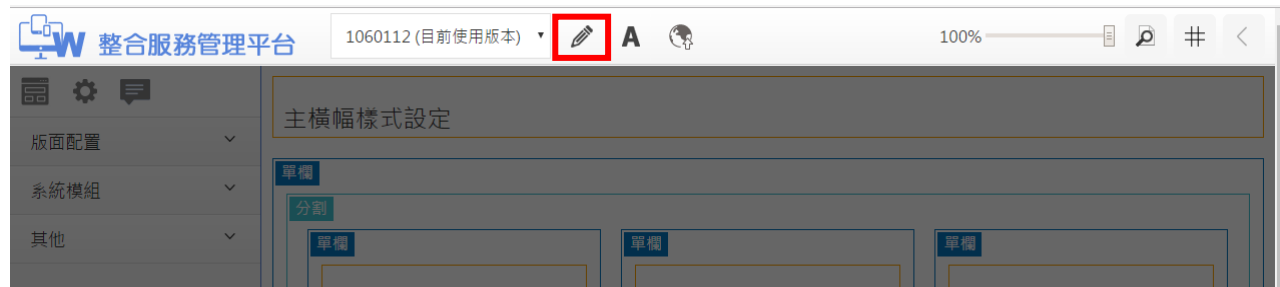 W 整合服務管理平台
1060112 (目前使用版本)
A
100%
主橫幅樣式設定
版面配置
系統模組
其他
單欄
分割
單欄
單欄
單欄